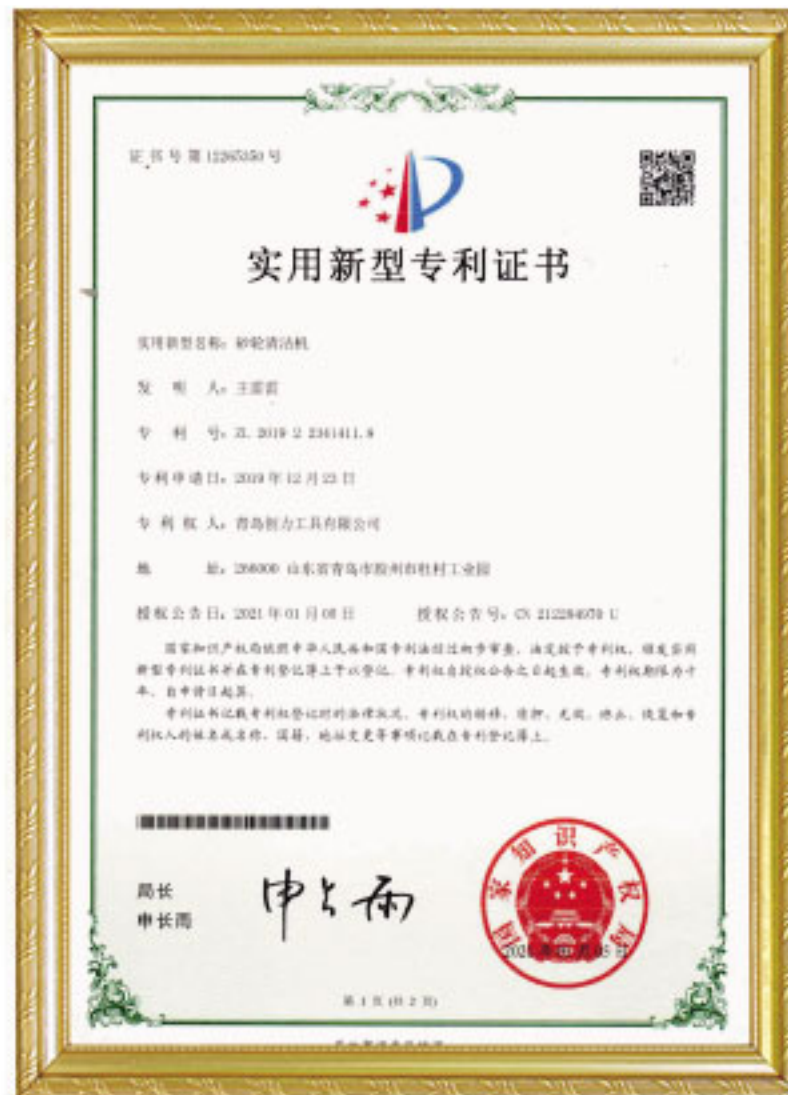 证书号第12265350号
实用新型专利证书
实用新型名称：砂轮清洁机
发 明 人：王雷雷
专 利 号：ZL 2019 2 2341411.8
专利申请日：2019年12月23日
专 利 权 人：青岛创力工具有限公司
地 址：266000 山东省青岛市胶州市杜村工业园
授权公告日：2021年01月 授权公告号：CN 212284970 U
国家知识产权局依照中华人民共和国专利法经过初步审查，决定授予专利权，颁发实用
新型专利证书并在专利登记簿上予以登记。专利权自授权公告之日起生效。专利权期限为十
年，自申请日起算。
专利证书记载专利权登记时的法律状况。专利权的转移、质押、无效、终止、恢复和专
利权人的姓名或名称、国籍、地址变更等事项记载在专利登记簿上。
局长
申长雨
申长雨
国家知识产权局
第 1 页 (共 2 页)